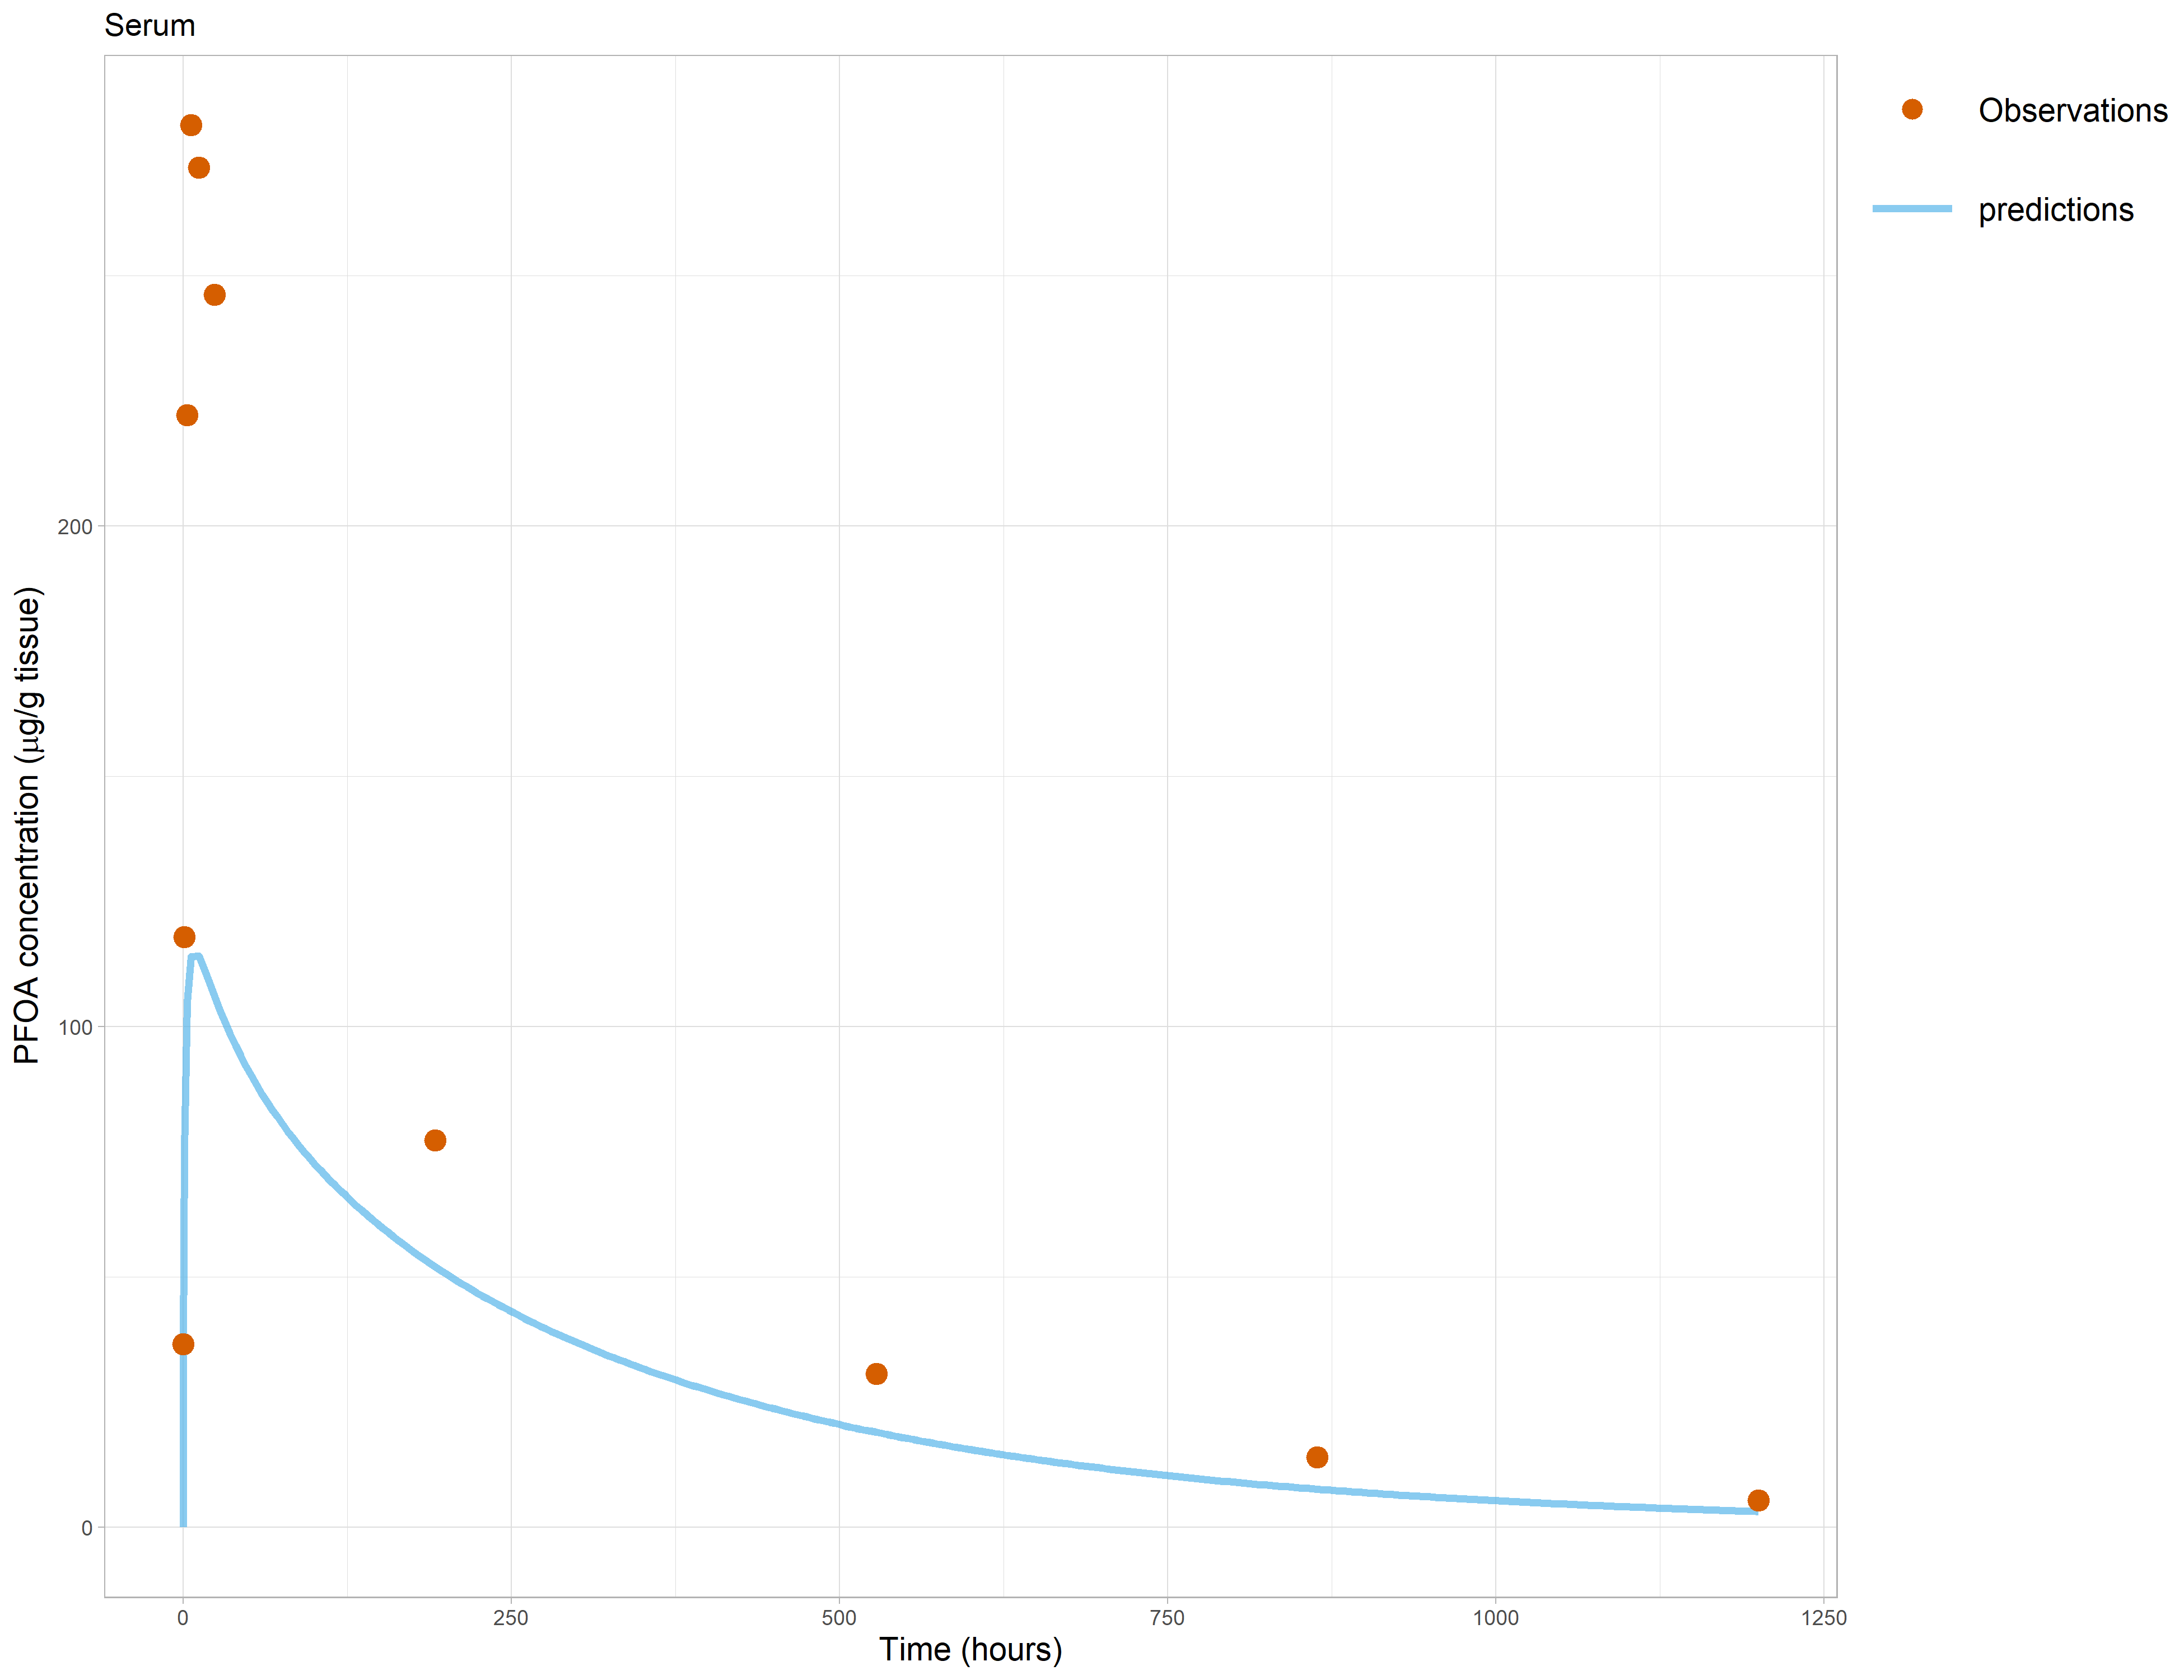 Serum
Observations
predictions
PFOA concentration (μg/g tissue)
200
100
0
0 250 500 750 1000 1250
Time (hours)